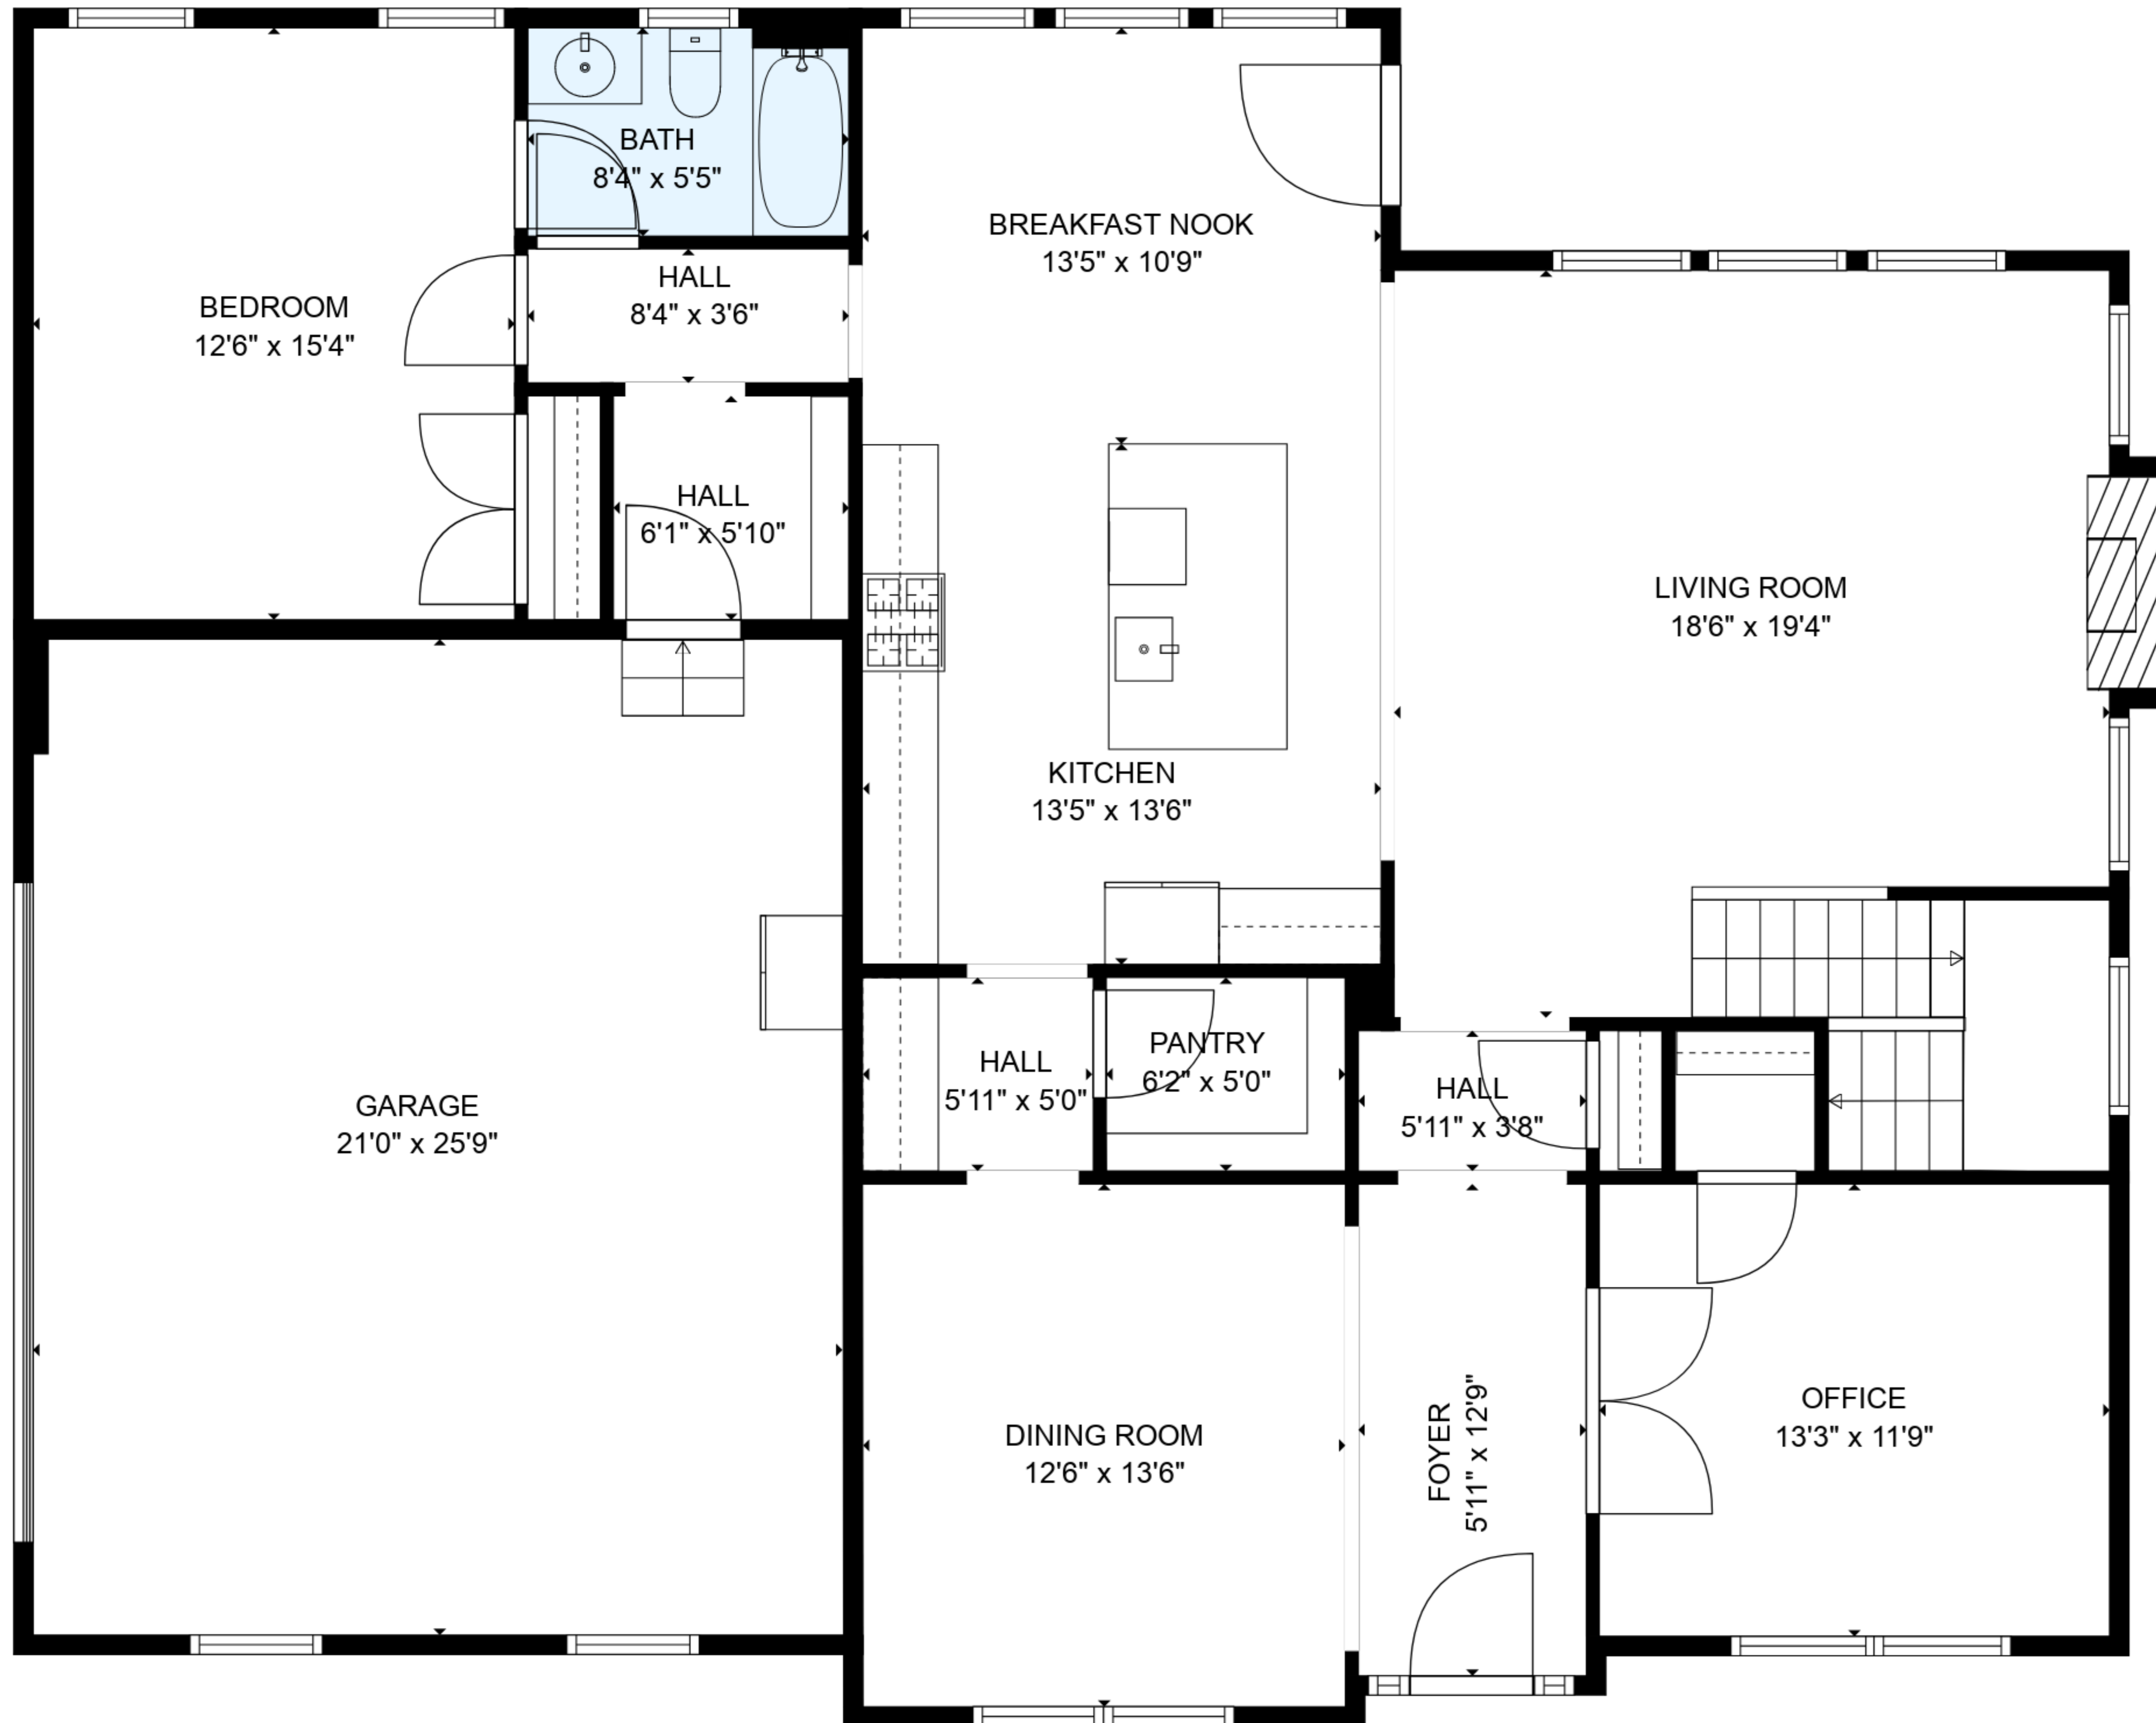 BATH
8'4" x 5'5"
BREAKFAST NOOK
13'5" x 10'9"
HALL
8'4" x 3'6"
BEDROOM
12'6" x 15'4"
HALL
6'1" x 5'10"
LIVING ROOM
18'6" x 19'4"
KITCHEN
13'5" x 13'6"
HALL
5'11" x 5'0"
PANTRY
6'2" x 5'0"
HALL
5'11" x 3'8"
GARAGE
21'0" x 25'9"
DINING ROOM
12'6" x 13'6"
FOYER
5'11" x 12'9"
OFFICE
13'3" x 11'9"